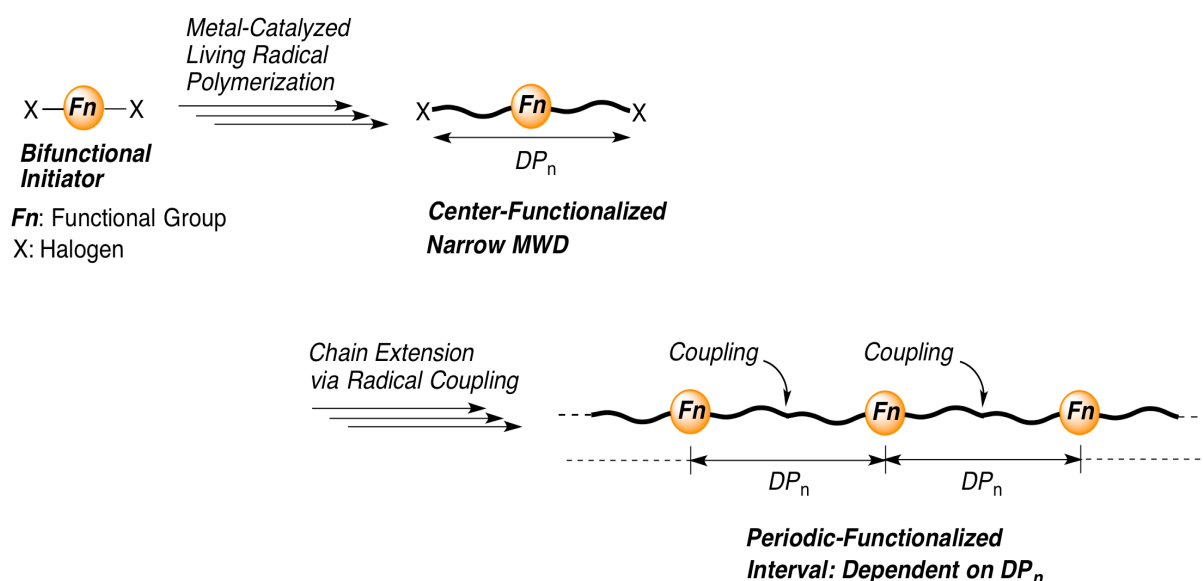 Metal-Catalyzed
Living Radical
Polymerization
X Fn X
X Fn X
Bifunctional
Initiator
DPn
Fn: Functional Group
X: Halogen
Center-Functionalized
Narrow MWD
Chain Extension
via Radical Coupling
Coupling Coupling
Fn Fn Fn
DPn DPn
Periodic-Functionalized
Interval: Dependent on DPn